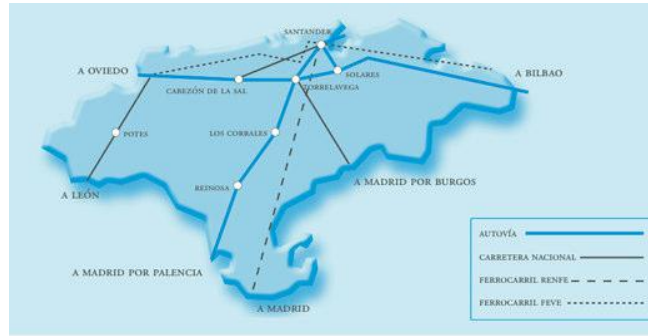 SANTANDER
A OVIEDO
SOLARES
A BILBAO
CABEZÓN DE LA SAL
TORRELAVEGA
POTES
LOS CORRALES
REINOSA
A LEÓN
A MADRID POR BURGOS
A MADRID POR PALENCIA
A MADRID
AUTOVÍA
CARRETERA NACIONAL
FERROCARRIL RENFE
FERROCARRIL FEVE